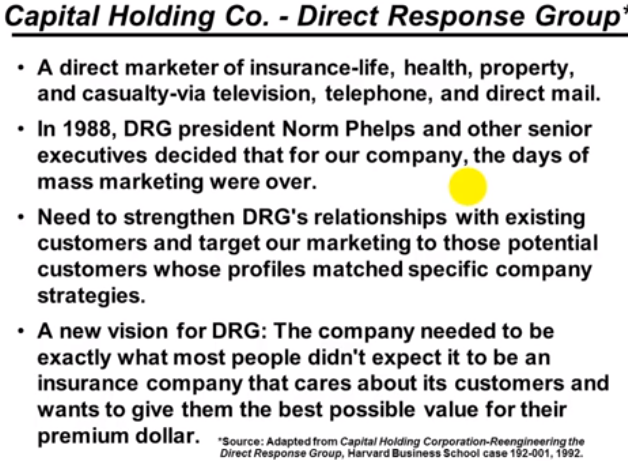 Capital Holding Co. - Direct Response Group*
• A direct marketer of insurance-life, health, property,
and casualty-via television, telephone, and direct mail.
• In 1988, DRG president Norm Phelps and other senior
executives decided that for our company, the days of
mass marketing were over.
• Need to strengthen DRG's relationships with existing
customers and target our marketing to those potential
customers whose profiles matched specific company
strategies.
• A new vision for DRG: The company needed to be
exactly what most people didn't expect it to be an
insurance company that cares about its customers and
wants to give them the best possible value for their
premium dollar.
*Source: Adapted from Capital Holding Corporation-Reengineering the
Direct Response Group, Harvard Business School case 192-001, 1992.